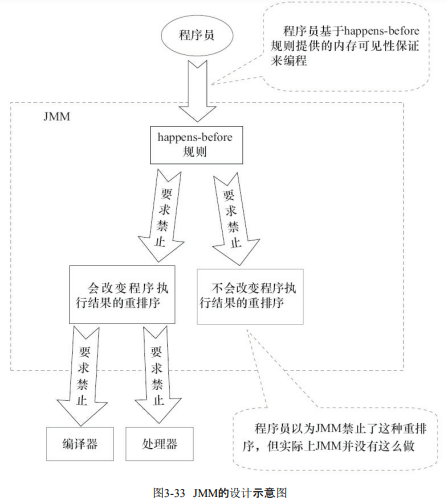 程序员
程序员基于happens-before
规则提供的内存可见性保证
来编程
JMM
happens-before
规则
要求禁止
要求禁止
会改变程序执
行结果的重排序
不会改变程序执
行结果的重排序
要求禁止
要求禁止
程序员以为JMM禁止了这种重排
序，但实际上JMM并没有这么做
编译器
处理器
图3-33 JMM的设计示意图